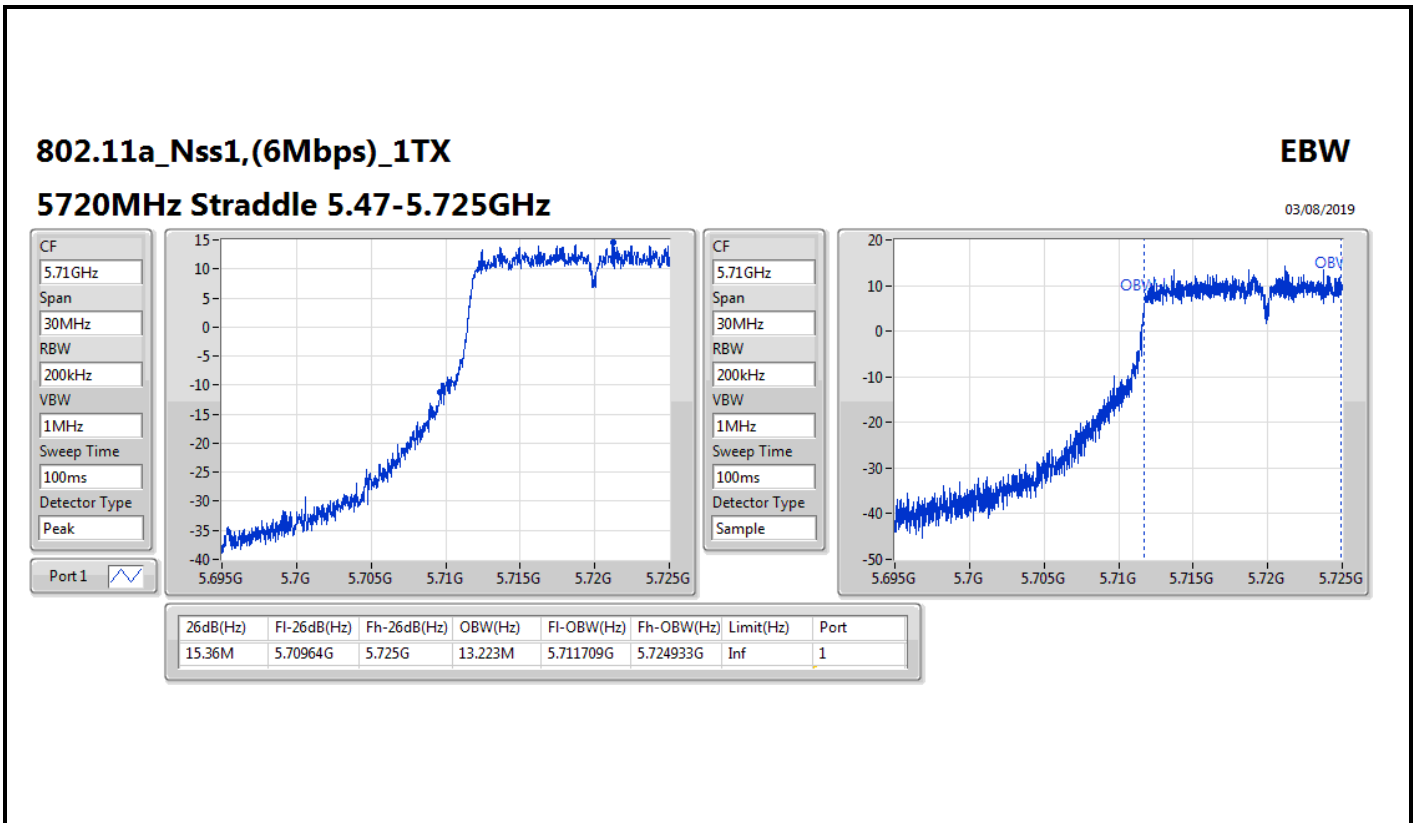 802.11a_Nss1,(6Mbps)_1TX
EBW
5720MHz Straddle 5.47-5.725GHz
03/08/2019
CF
5.71GHz
Span
30MHz
RBW
200kHz
VBW
1MHz
Sweep Time
100ms
Detector Type
Peak
Port 1
15
10
5
0
-5
-10
-15
-20
-25
-30
-35
-40
5.695G 5.7G 5.705G 5.71G 5.715G 5.72G 5.725G
CF
5.71GHz
Span
30MHz
RBW
200kHz
VBW
1MHz
Sweep Time
100ms
Detector Type
Sample
20
10
0
-10
-20
-30
-40
-50
OBW
OBW
5.695G 5.7G 5.705G 5.71G 5.715G 5.72G 5.725G
26dB(Hz) Fl-26dB(Hz) Fh-26dB(Hz) OBW(Hz) Fl-OBW(Hz) Fh-OBW(Hz) Limit(Hz) Port
15.36M 5.70964G 5.725G 13.223M 5.711709G 5.724933G Inf 1